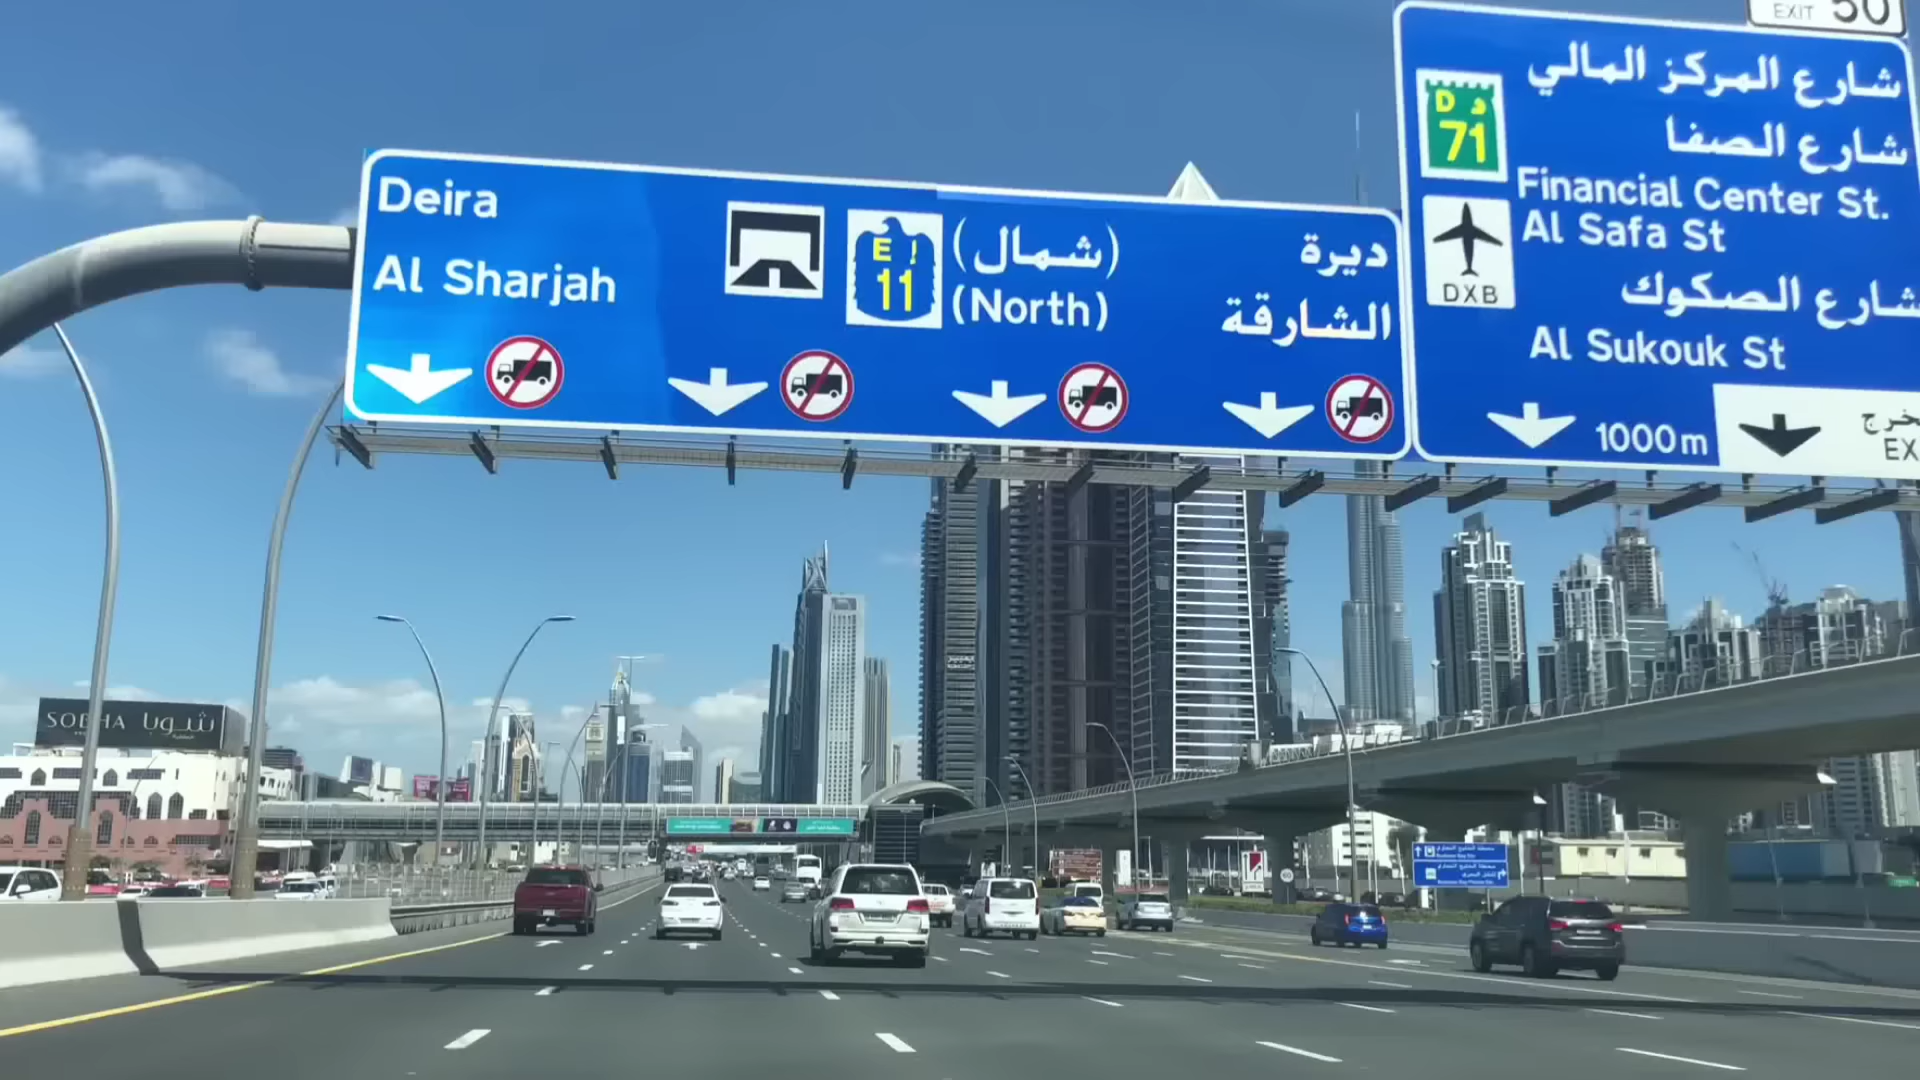 Deira
Al Sharjah
E إ
11
(شمال)
(North)
ديرة
الشارقة
EXIT 50
D د
71
شارع المركز المالي
شارع الصفا
Financial Center St.
Al Safa St
DXB
شارع الصكوك
Al Sukouk St
1000m
SOBHA شوبا